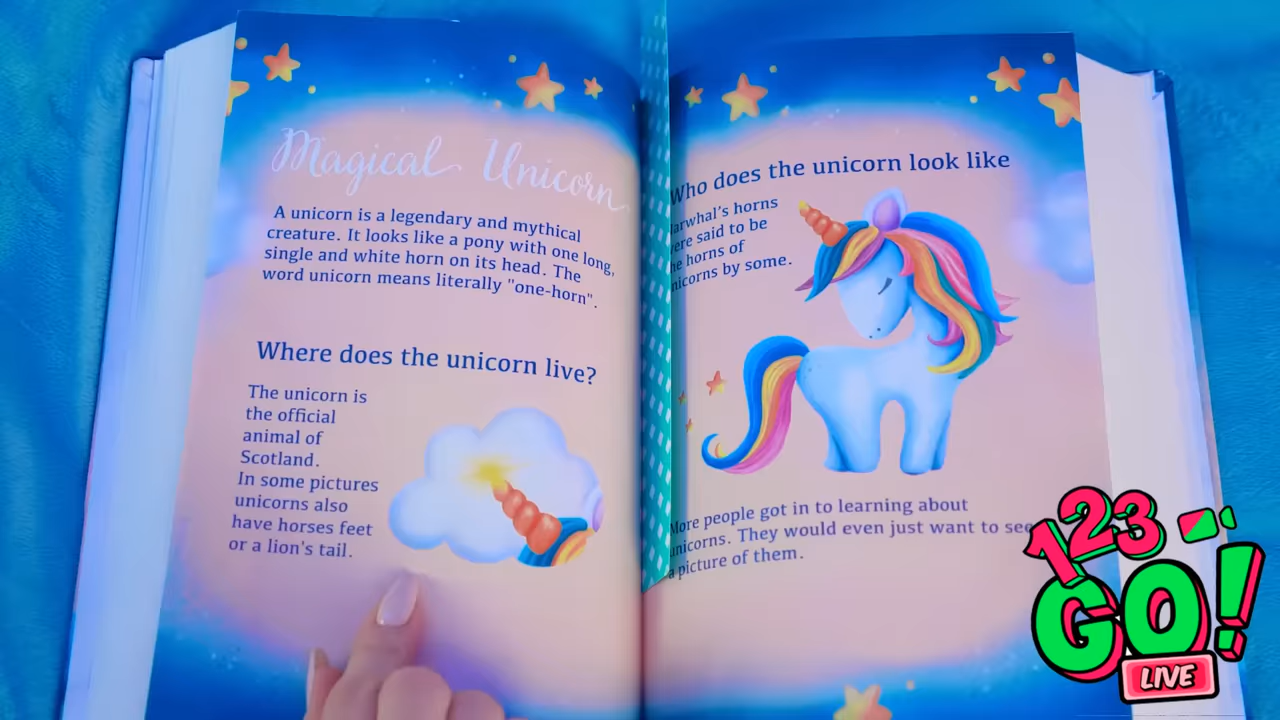 Magical Unicorn
A unicorn is a legendary and mythical
creature. It looks like a pony with one long,
single and white horn on its head. The
word unicorn means literally "one-horn".
Where does the unicorn live?
The unicorn is
the official
animal of
Scotland.
In some pictures
unicorns also
have horses feet
or a lion's tail.
Who does the unicorn look like
arwhal's horns
ere said to be
he horns of
nicorns by some.
More people got in to learning about
unicorns. They would even just want to see
a picture of them.
123
GO!
LIVE